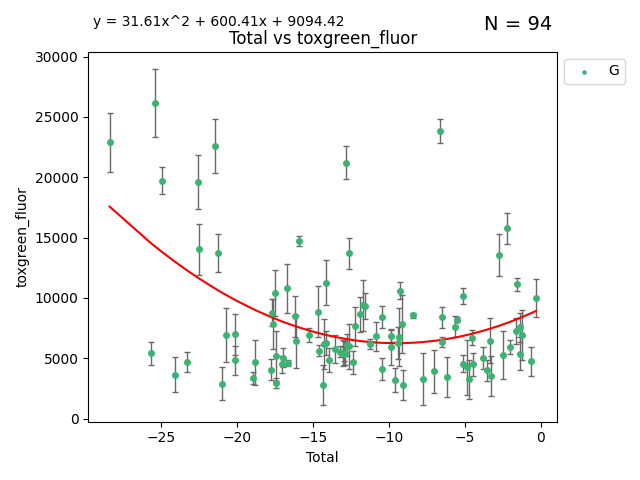 y = 31.61x^2 + 600.41x + 9094.42
N = 94
Total vs toxgreen_fluor
G
30000
25000
20000
15000
10000
5000
0
toxgreen_fluor
−25 −20 −15 −10 −5 0
Total